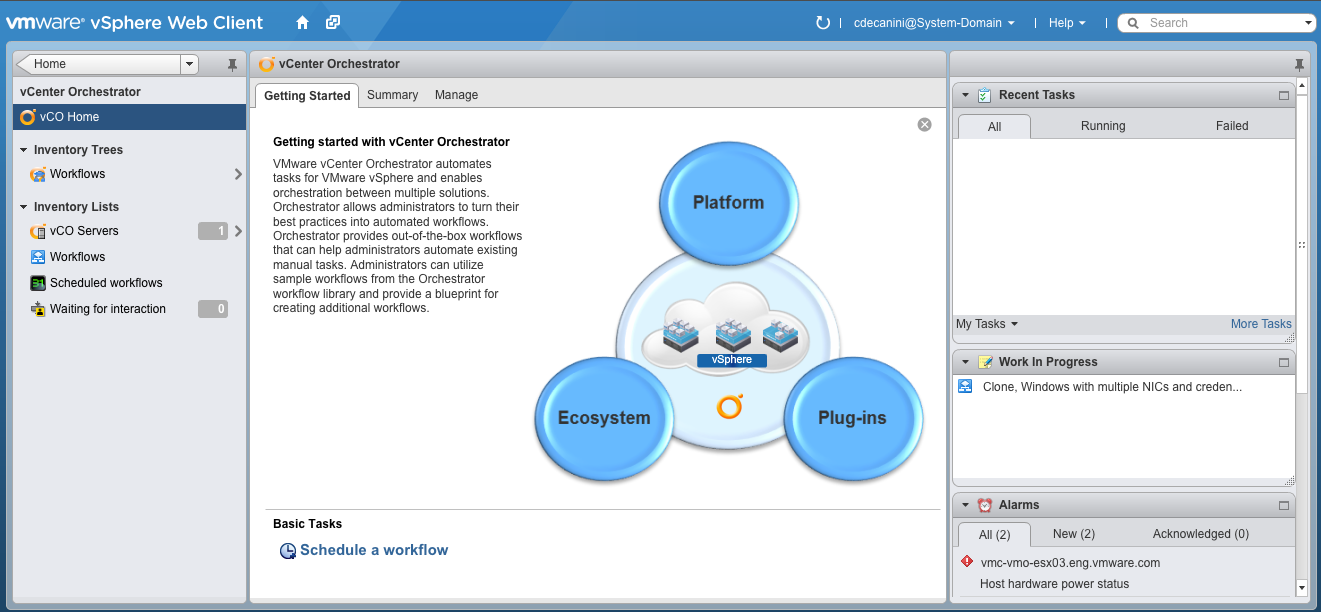 vmware® vSphere Web Client
cdecanini@System-Domain
Help
Search
Home
vCenter Orchestrator
vCO Home
Inventory Trees
Workflows
Inventory Lists
vCO Servers 1
Workflows
31 Scheduled workflows
Waiting for interaction 0
vCenter Orchestrator
Getting Started Summary Manage
Getting started with vCenter Orchestrator
VMware vCenter Orchestrator automates
tasks for VMware vSphere and enables
orchestration between multiple solutions.
Orchestrator allows administrators to turn their
best practices into automated workflows.
Orchestrator provides out-of-the-box workflows
that can help administrators automate existing
manual tasks. Administrators can utilize
sample workflows from the Orchestrator
workflow library and provide a blueprint for
creating additional workflows.
Platform
vSphere
Ecosystem
Plug-ins
Basic Tasks
Schedule a workflow
Recent Tasks
All Running Failed
My Tasks More Tasks
Work In Progress
Clone, Windows with multiple NICs and creden...
Alarms
All (2) New (2) Acknowledged (0)
vmc-vmo-esx03.eng.vmware.com
Host hardware power status